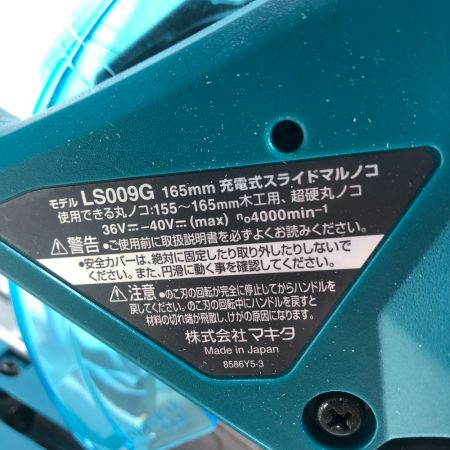 モデル LS009G 165mm 充電式スライドマルノコ
使用できる丸ノコ:155～165mm木工用、超硬丸ノコ
36V⎓-40V⎓(max) n₀4000min⁻¹
⚠警告 •ご使用前に取扱説明書を必ずよくお読みください。
•安全カバーは、絶対に固定したり取り外したりしないで
ください。また、円滑に動く事を確認してください。
⚠注意 •のこ刃の回転が完全に停止してからハンドルを
戻してください。のこ刃の回転中にハンドルを戻すと
材料の切れ端が飛散し、けがの原因になります。
株式会社 マキタ
Made in Japan
8586Y5-3